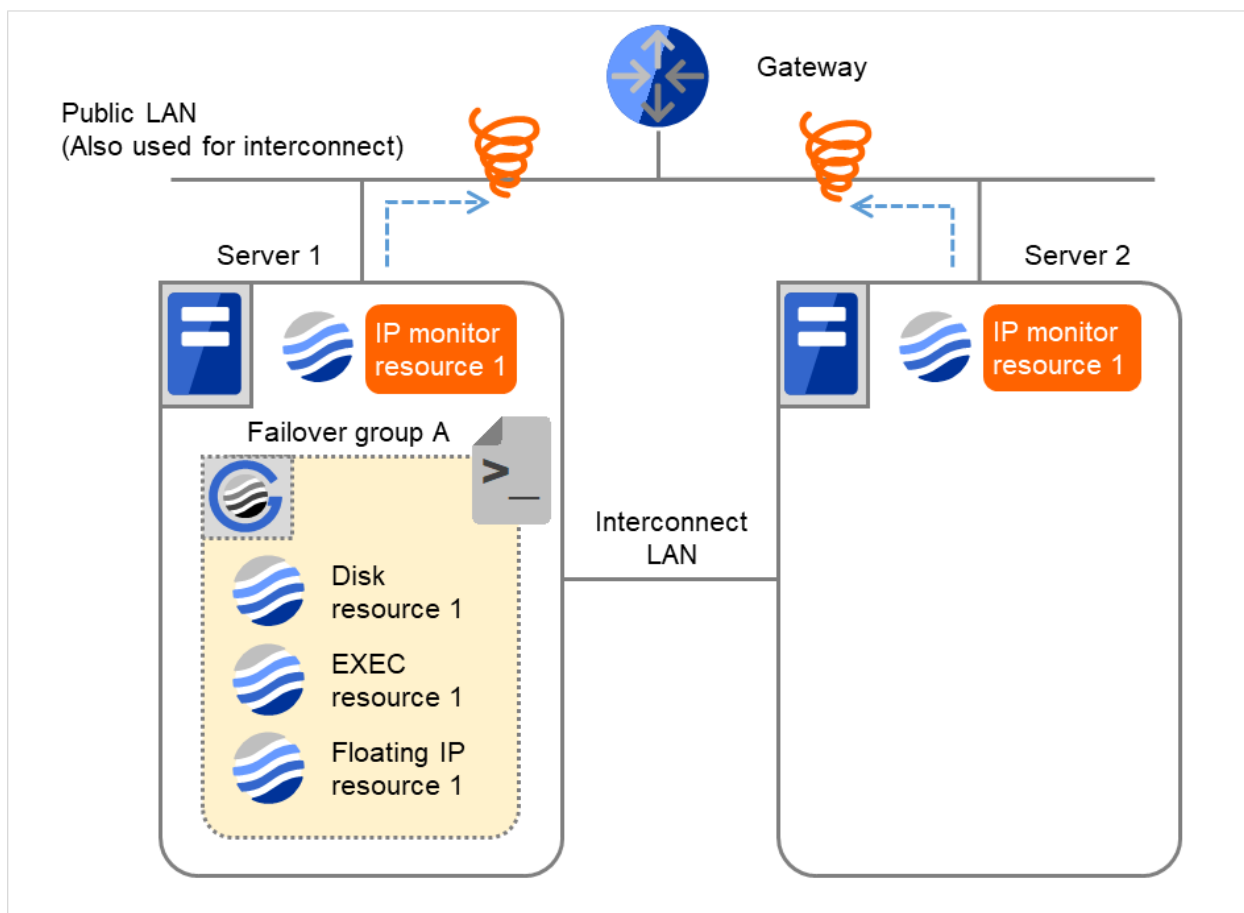 Gateway
Public LAN
(Also used for interconnect)
Server 1
Server 2
IP monitor
resource 1
IP monitor
resource 1
Failover group A
>_
Interconnect
LAN
Disk
resource 1
EXEC
resource 1
Floating IP
resource 1